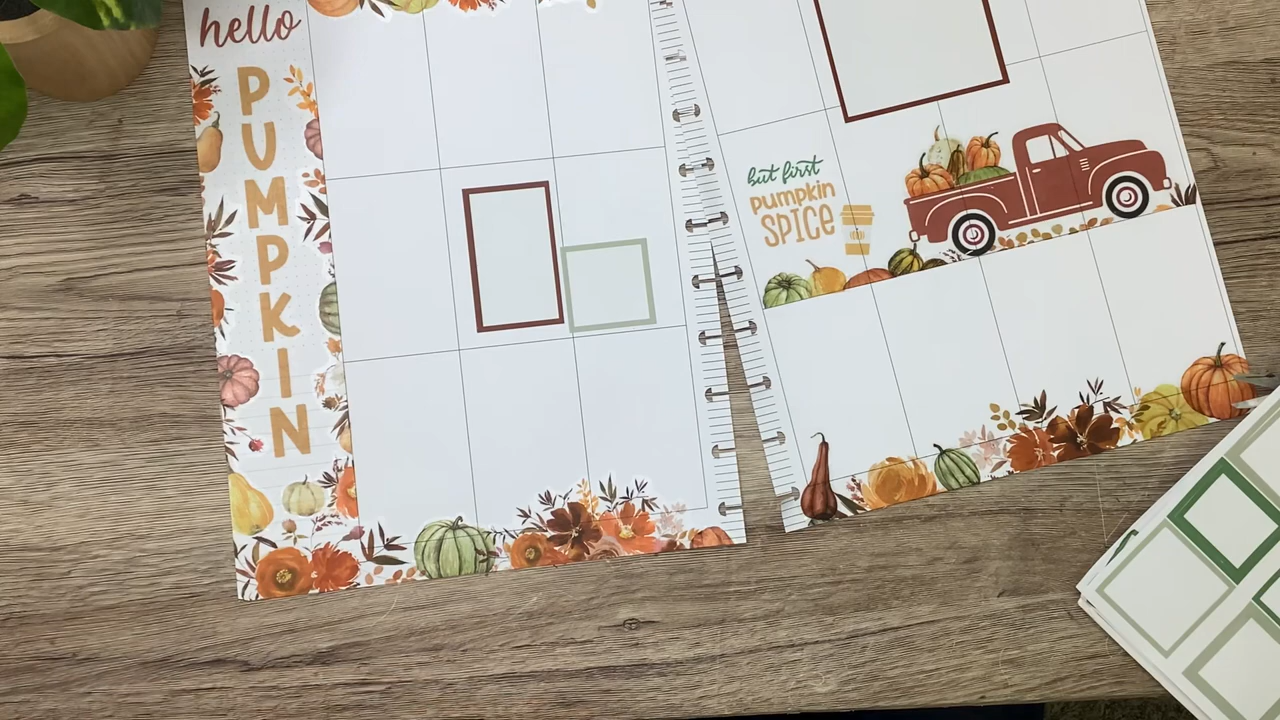 hello
PUMPKIN
but first
pumpkin
SPICE